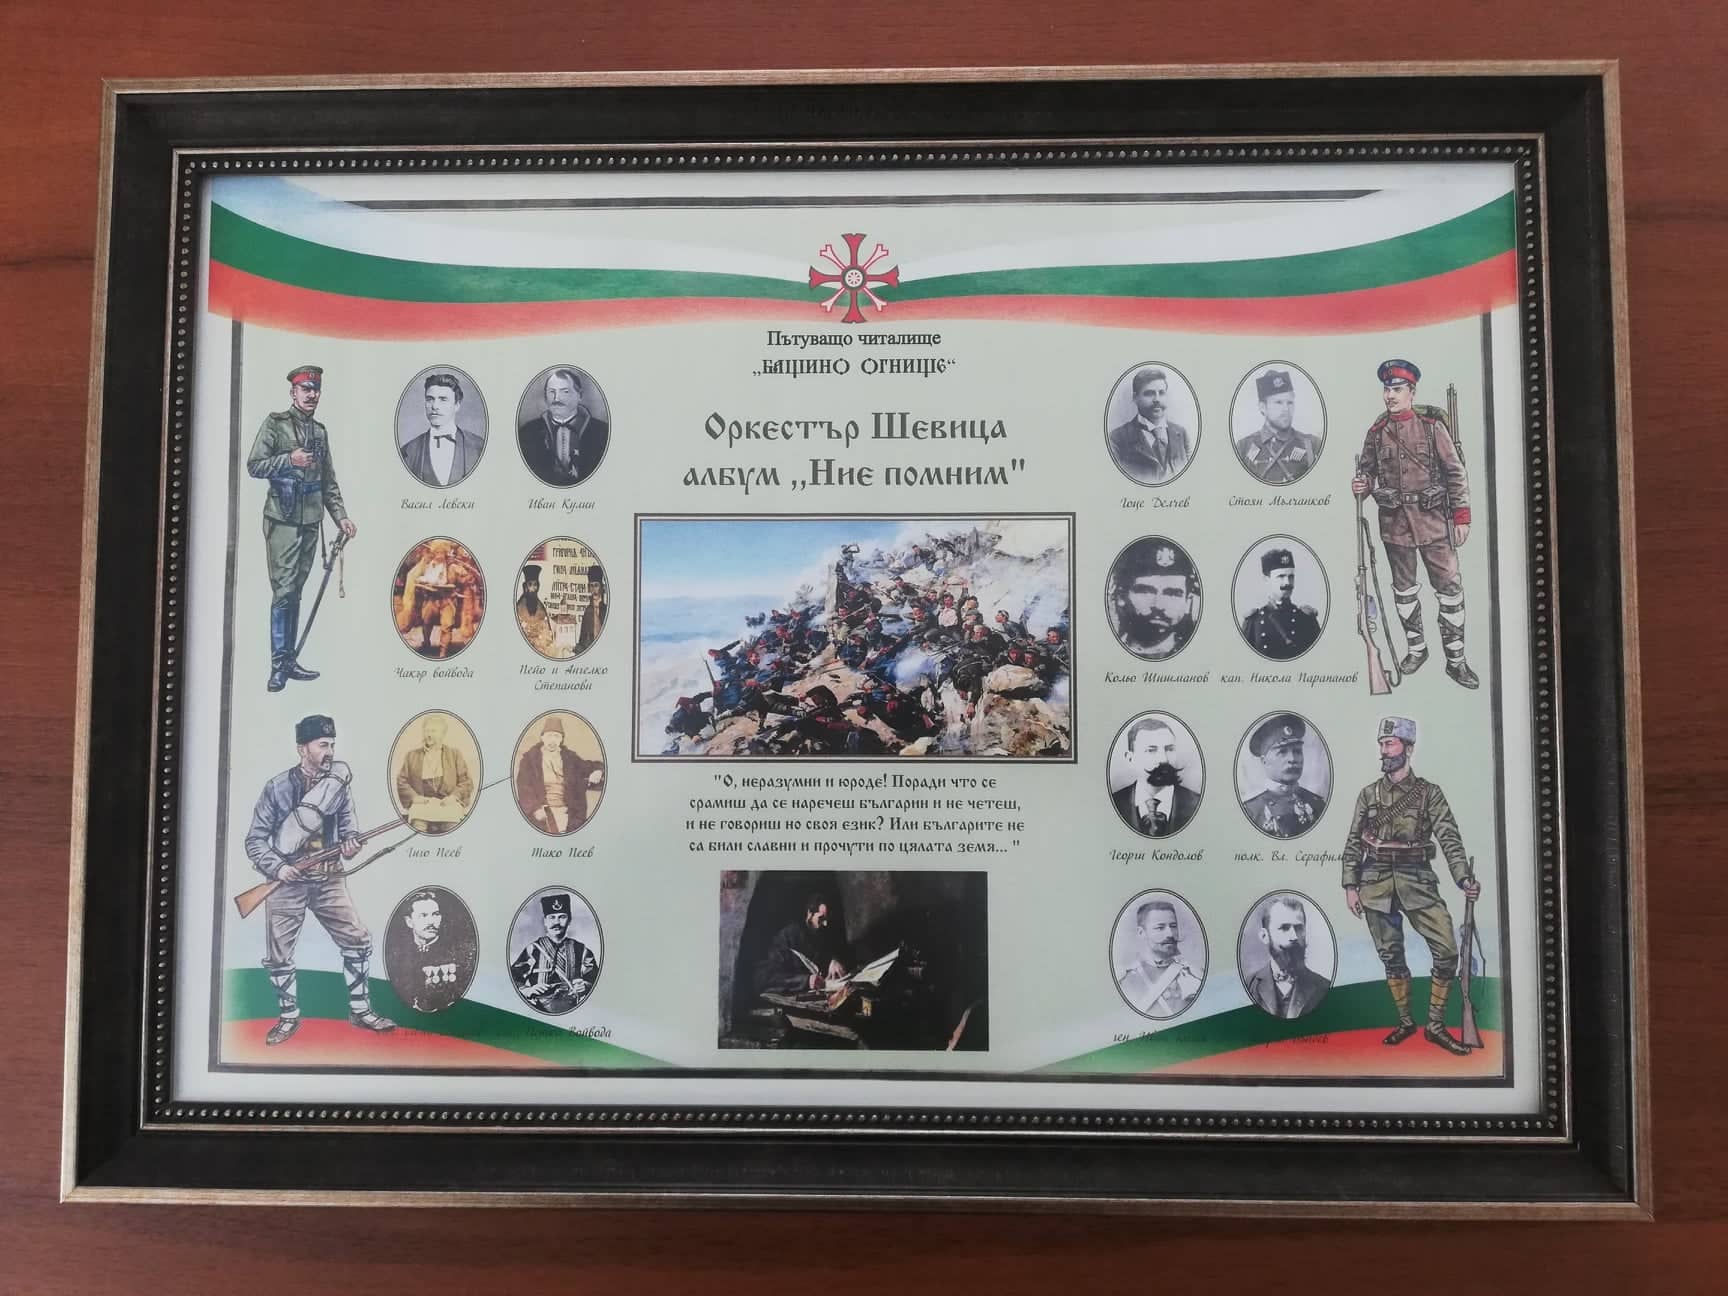 Пътуващо читалище
„БАЩИНО ОГНИЩЕ“
Оркестър Шевица
албум ,,Ние помним"
Васил Левски
Иван Кулин
Гоце Делчев
Стоян Мълчанков
Чакър войвода
Пейо и Ангелко
Степанови
Кольо Шишманов
кап. Никола Парапанов
"О, неразумни и юроде! Поради что се
срамиш да се наречеш българин и не четеш,
и не говориш но своя език? Или българите не
са били славни и прочути по цялата земя... "
Гиго Пеев
Тако Пеев
Георги Кондолов
полк. Вл.
Войвода
ген.